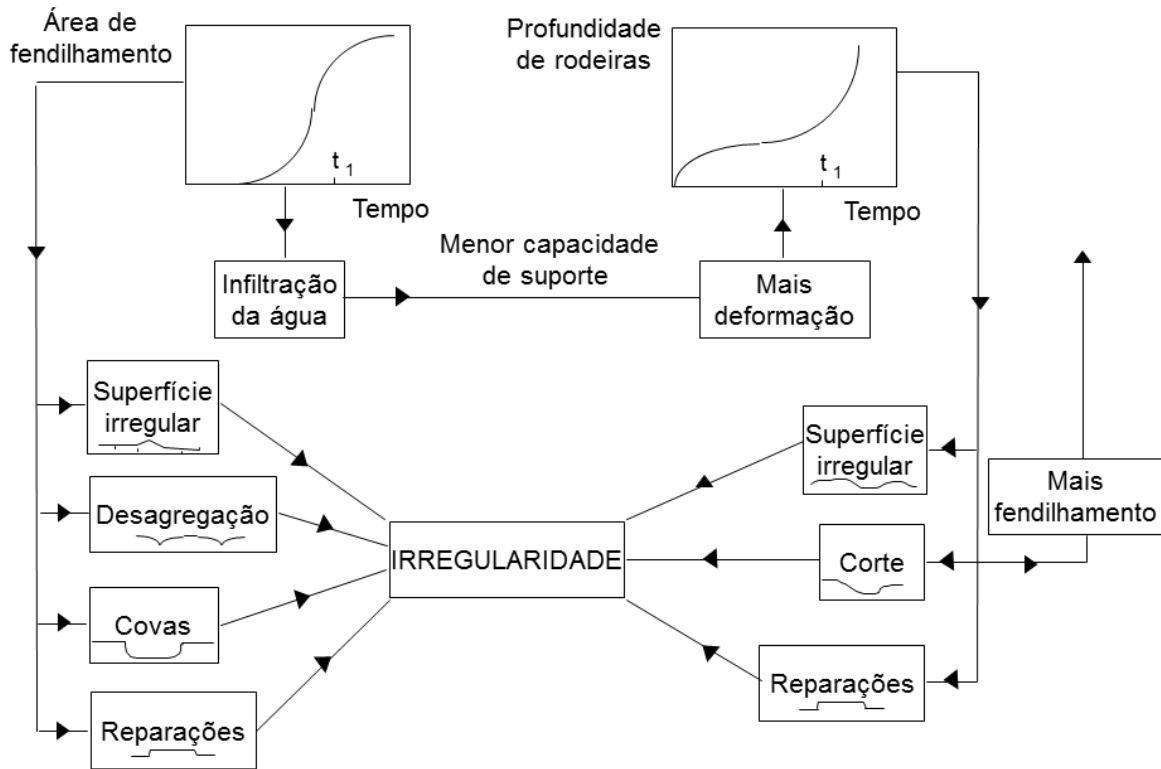 Área de
fendilhamento
t 1
Tempo
Profundidade
de rodeiras
t 1
Tempo
Infiltração
da água
Menor capacidade
de suporte
Mais
deformação
Superfície
irregular
Desagregação
Covas
Reparações
IRREGULARIDADE
Superfície
irregular
Corte
Reparações
Mais
fendilhamento